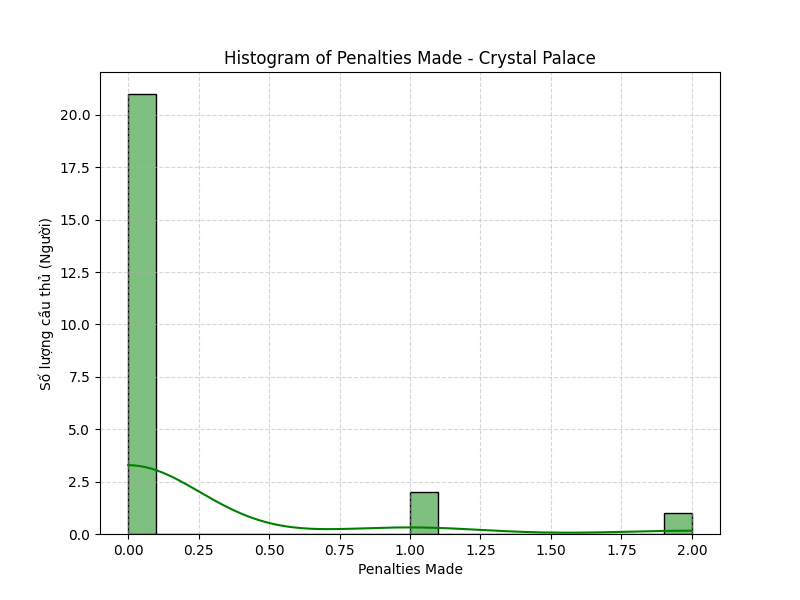 Histogram of Penalties Made - Crystal Palace
Số lượng cầu thủ (Người)
20.0
17.5
15.0
12.5
10.0
7.5
5.0
2.5
0.0
0.00 0.25 0.50 0.75 1.00 1.25 1.50 1.75 2.00
Penalties Made